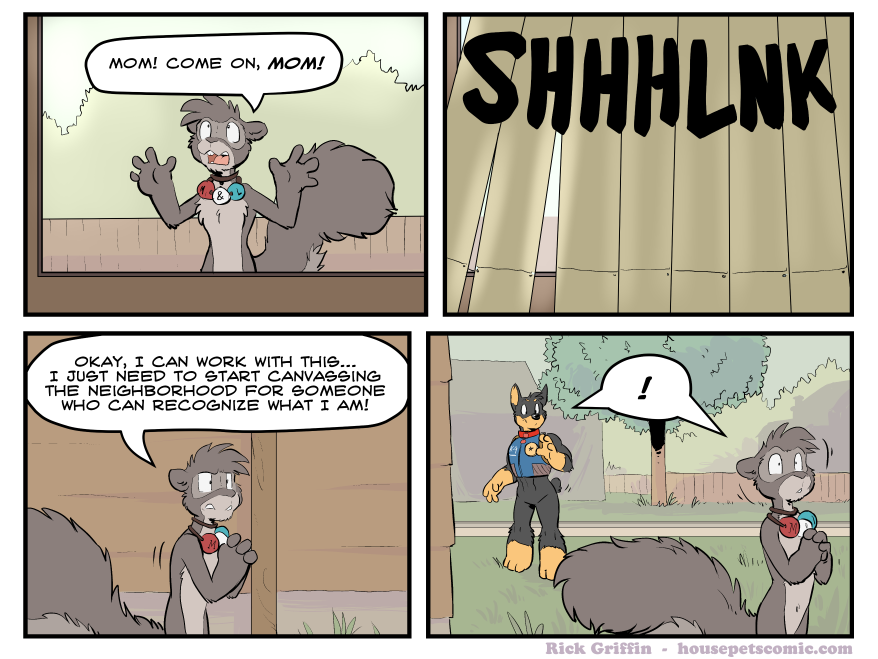 MOM! COME ON, MOM!
SHHHLNK
OKAY, I CAN WORK WITH THIS...
I JUST NEED TO START CANVASSING
THE NEIGHBORHOOD FOR SOMEONE
WHO CAN RECOGNIZE WHAT I AM!
!
M
Rick Griffin - housepetscomic.com